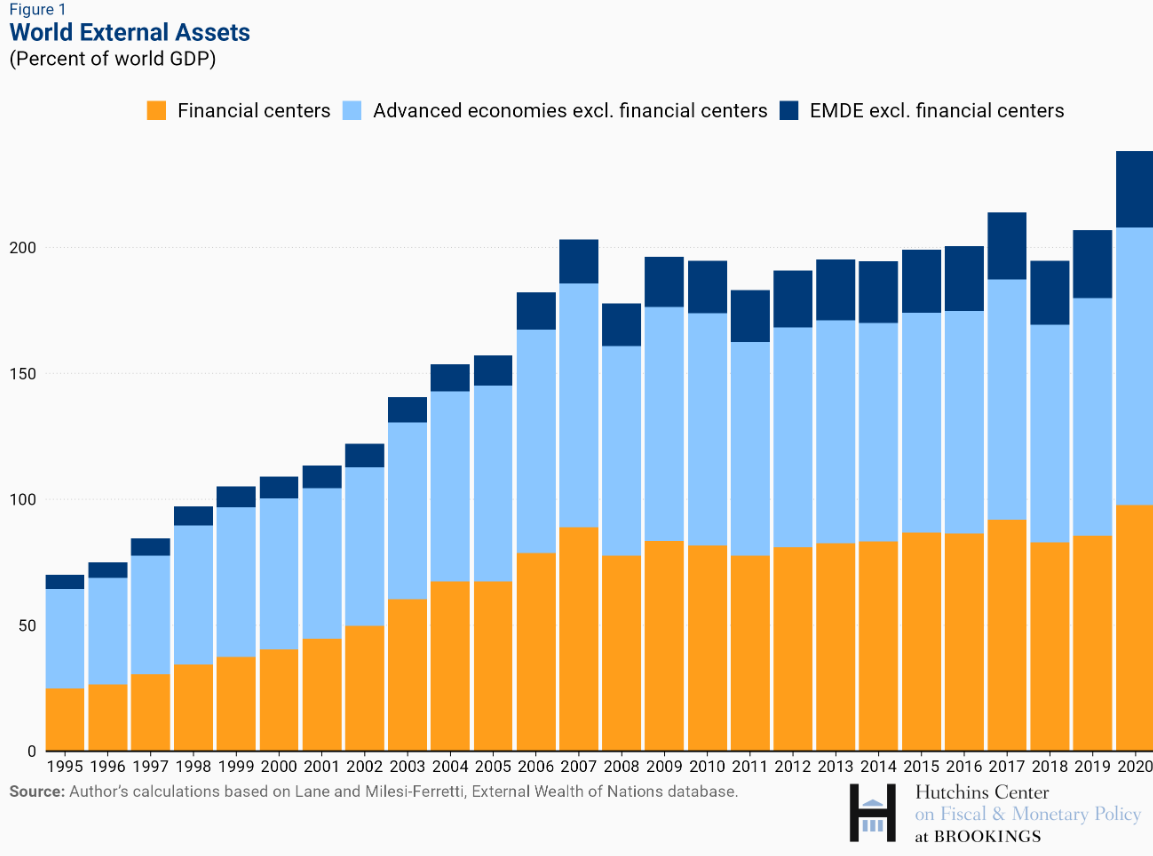 Figure 1
World External Assets
(Percent of world GDP)
Financial centers Advanced economies excl. financial centers EMDE excl. financial centers
200
150
100
50
0
1995 1996 1997 1998 1999 2000 2001 2002 2003 2004 2005 2006 2007 2008 2009 2010 2011 2012 2013 2014 2015 2016 2017 2018 2019 2020
Source: Author's calculations based on Lane and Milesi-Ferretti, External Wealth of Nations database.
Hutchins Center
on Fiscal & Monetary Policy
at BROOKINGS